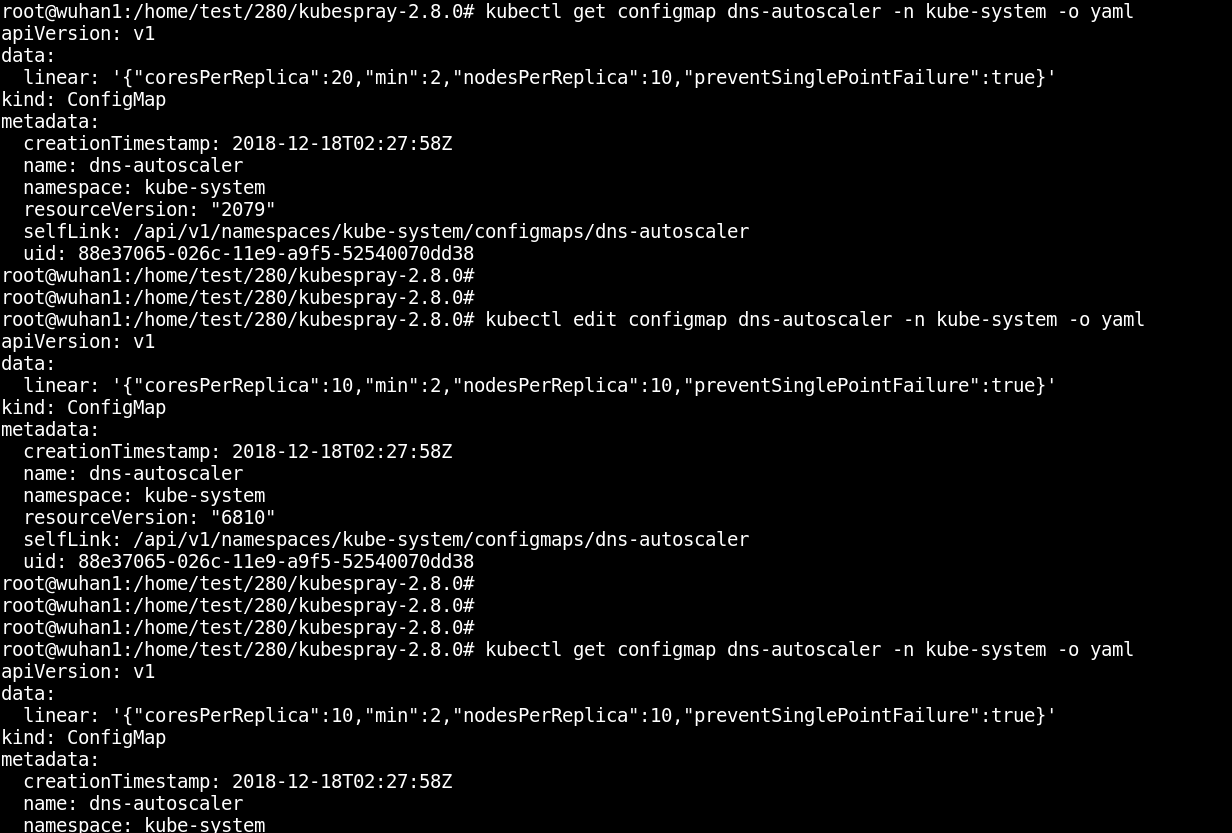 root@wuhan1:/home/test/280/kubespray-2.8.0# kubectl get configmap dns-autoscaler -n kube-system -o yaml
apiVersion: v1
data:
  linear: '{"coresPerReplica":20,"min":2,"nodesPerReplica":10,"preventSinglePointFailure":true}'
kind: ConfigMap
metadata:
  creationTimestamp: 2018-12-18T02:27:58Z
  name: dns-autoscaler
  namespace: kube-system
  resourceVersion: "2079"
  selfLink: /api/v1/namespaces/kube-system/configmaps/dns-autoscaler
  uid: 88e37065-026c-11e9-a9f5-52540070dd38
root@wuhan1:/home/test/280/kubespray-2.8.0#
root@wuhan1:/home/test/280/kubespray-2.8.0#
root@wuhan1:/home/test/280/kubespray-2.8.0# kubectl edit configmap dns-autoscaler -n kube-system -o yaml
apiVersion: v1
data:
  linear: '{"coresPerReplica":10,"min":2,"nodesPerReplica":10,"preventSinglePointFailure":true}'
kind: ConfigMap
metadata:
  creationTimestamp: 2018-12-18T02:27:58Z
  name: dns-autoscaler
  namespace: kube-system
  resourceVersion: "6810"
  selfLink: /api/v1/namespaces/kube-system/configmaps/dns-autoscaler
  uid: 88e37065-026c-11e9-a9f5-52540070dd38
root@wuhan1:/home/test/280/kubespray-2.8.0#
root@wuhan1:/home/test/280/kubespray-2.8.0#
root@wuhan1:/home/test/280/kubespray-2.8.0#
root@wuhan1:/home/test/280/kubespray-2.8.0# kubectl get configmap dns-autoscaler -n kube-system -o yaml
apiVersion: v1
data:
  linear: '{"coresPerReplica":10,"min":2,"nodesPerReplica":10,"preventSinglePointFailure":true}'
kind: ConfigMap
metadata:
  creationTimestamp: 2018-12-18T02:27:58Z
  name: dns-autoscaler
  namespace: kube-system